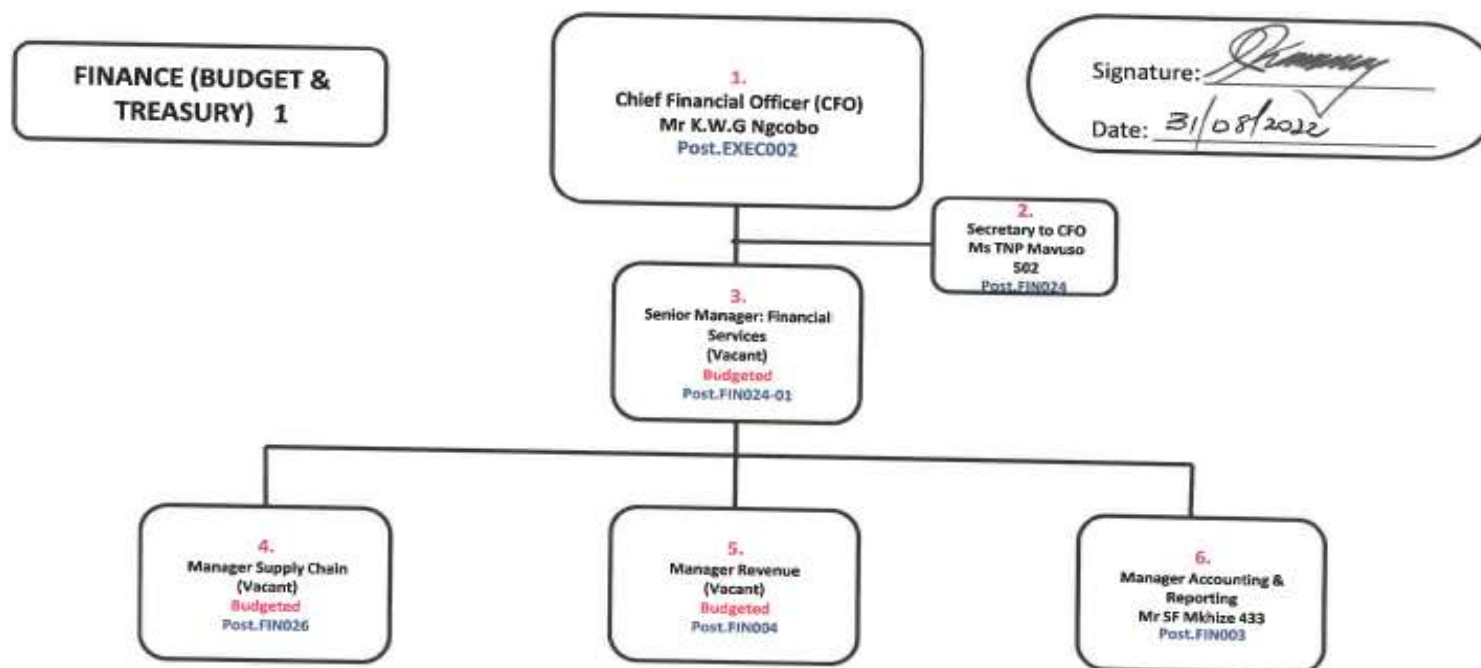 FINANCE (BUDGET &
TREASURY) 1
1.
Chief Financial Officer (CFO)
Mr K.W.G Ngcobo
Post.EXEC002
Signature:
Date: 31/08/2022
2.
Secretary to CFO
Ms TNP Mavuso
502
Post.FIN024
3.
Senior Manager: Financial
Services
(Vacant)
Budgeted
Post.FIN024-01
4.
Manager Supply Chain
(Vacant)
Budgeted
Post.FIN026
5.
Manager Revenue
(Vacant)
Budgeted
Post.FIN004
6.
Manager Accounting &
Reporting
Mr SF Mkhize 433
Post.FIN003